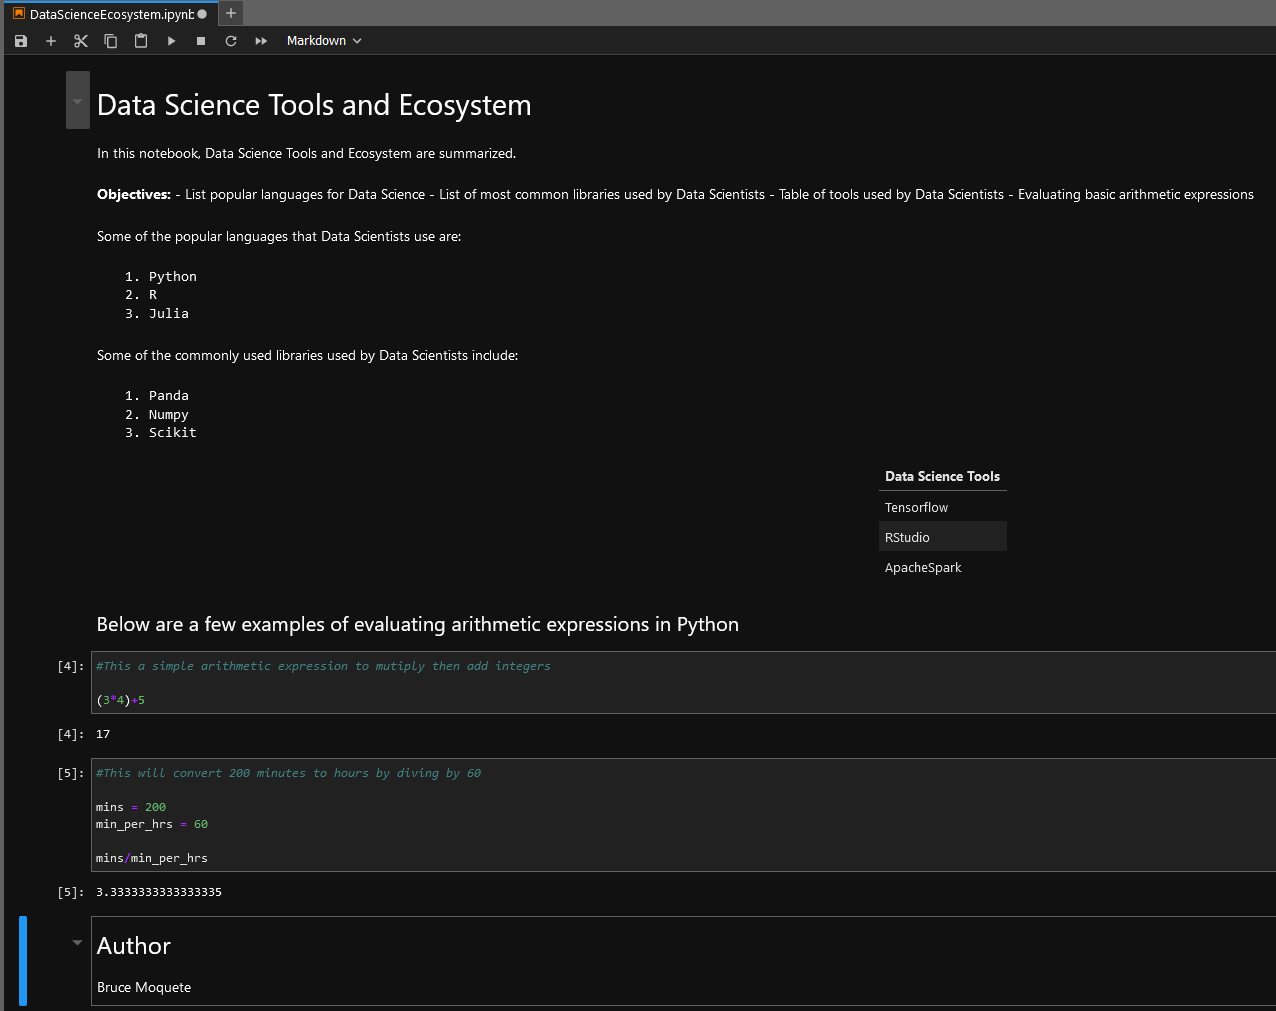 DataScienceEcosystem.ipynb
Markdown
Data Science Tools and Ecosystem
In this notebook, Data Science Tools and Ecosystem are summarized.
Objectives: - List popular languages for Data Science - List of most common libraries used by Data Scientists - Table of tools used by Data Scientists - Evaluating basic arithmetic expressions
Some of the popular languages that Data Scientists use are:
1. Python
2. R
3. Julia
Some of the commonly used libraries used by Data Scientists include:
1. Panda
2. Numpy
3. Scikit
Data Science Tools
Tensorflow
RStudio
ApacheSpark
Below are a few examples of evaluating arithmetic expressions in Python
[4]: #This a simple arithmetic expression to mutiply then add integers
(3*4)+5
[4]: 17
[5]: #This will convert 200 minutes to hours by diving by 60
mins = 200
min_per_hrs = 60
mins/min_per_hrs
[5]: 3.3333333333333335
Author
Bruce Moquete